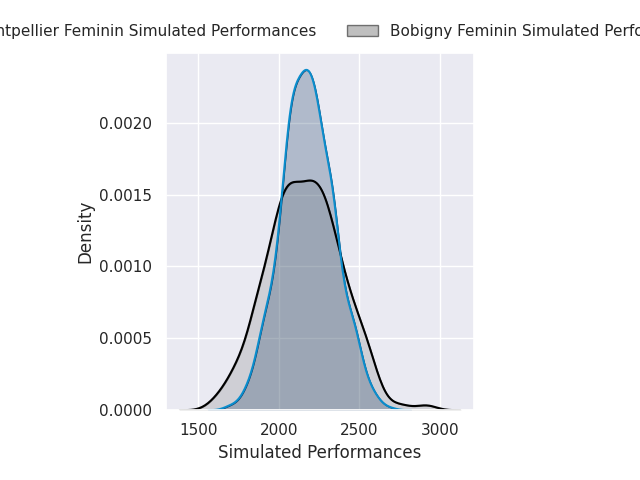 ntpellier Feminin Simulated Performances Bobigny Feminin Simulated Perfo
0.0020
0.0015
0.0010
0.0005
0.0000
Density
1500 2000 2500 3000
Simulated Performances